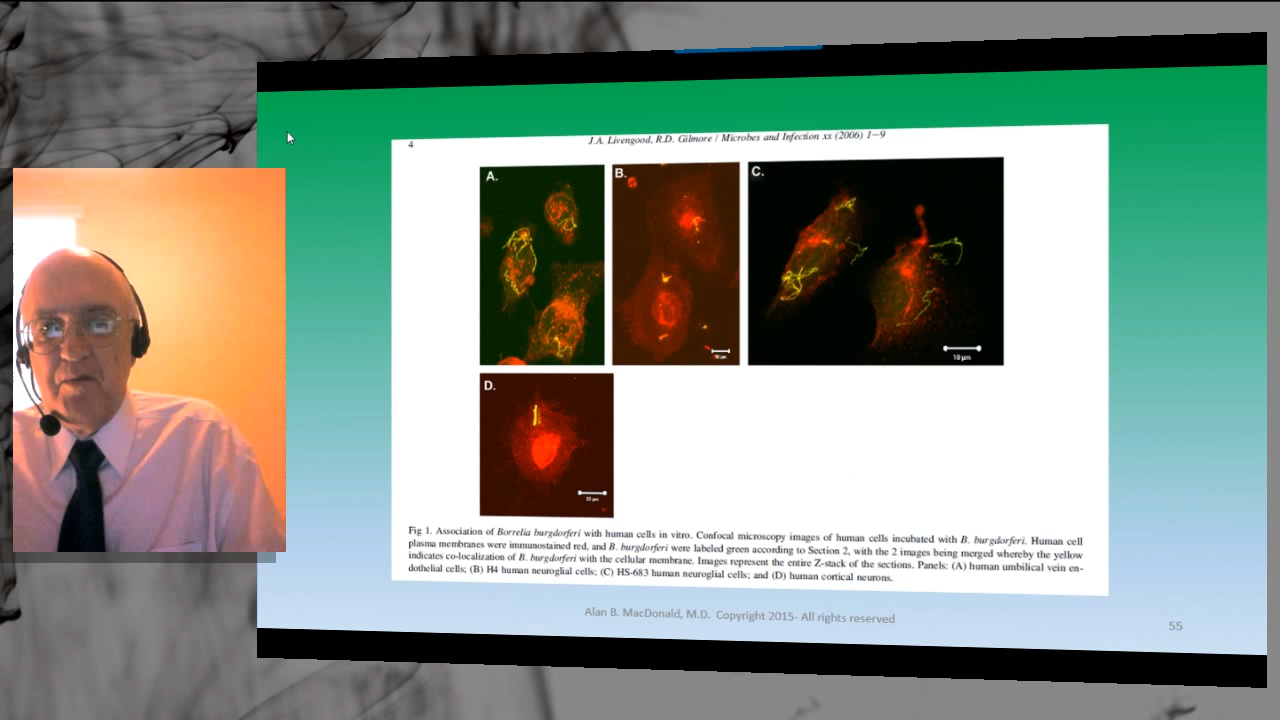 4
J.A. Livengood, R.D. Gilmore / Microbes and Infection xx (2006) 1–9
A.
B.
C.
10 µm
D.
Fig 1. Association of Borrelia burgdorferi with human cells in vitro. Confocal microscopy images of human cells incubated with B. burgdorferi. Human cell
plasma membranes were immunostained red, and B. burgdorferi were labeled green according to Section 2, with the 2 images being merged whereby the yellow
indicates co-localization of B. burgdorferi with the cellular membrane. Images represent the entire Z-stack of the sections. Panels: (A) human umbilical vein en-
dothelial cells; (B) H4 human neuroglial cells; (C) HS-683 human neuroglial cells; and (D) human cortical neurons.
Alan B. MacDonald, M.D. Copyright 2015- All rights reserved
55